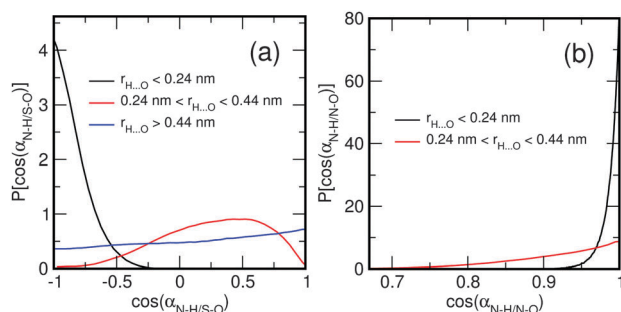 (a)
P[cos(α_N-H/S-O)]
4
3
2
1
0
r_H...O < 0.24 nm
0.24 nm < r_H...O < 0.44 nm
r_H...O > 0.44 nm
-1 -0.5 0 0.5 1
cos(α_N-H/S-O)
(b)
P[cos(α_N-H/N-O)]
80
60
40
20
0
r_H...O < 0.24 nm
0.24 nm < r_H...O < 0.44 nm
0.7 0.8 0.9 1
cos(α_N-H/N-O)